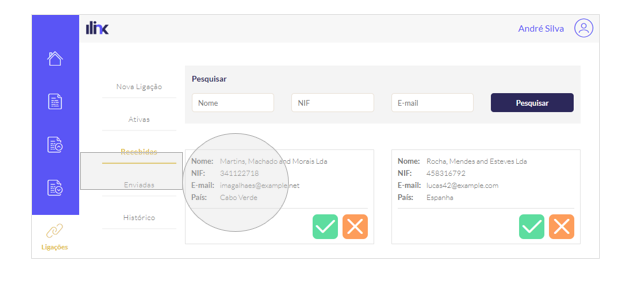 ilink
André Silva
Nova Ligação
Ativas
Recebidas
Enviadas
Histórico
Ligações
Pesquisar
Nome
NIF
E-mail
Pesquisar
Nome: Martins, Machado and Morais Lda
NIF: 341122718
E-mail: imagalhaes@example.net
País: Cabo Verde
Nome: Rocha, Mendes and Esteves Lda
NIF: 458316792
E-mail: lucas42@example.com
País: Espanha